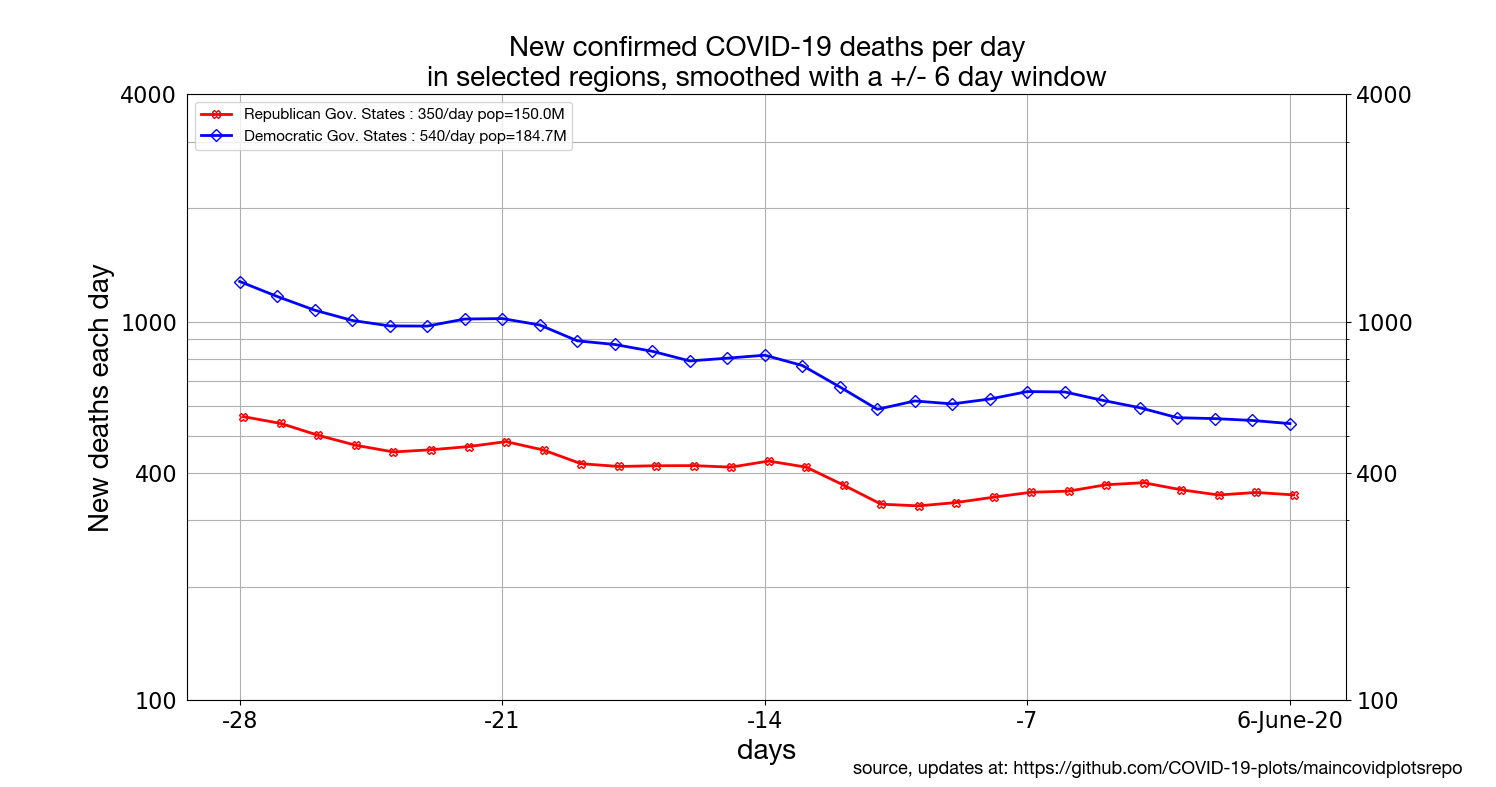 New confirmed COVID-19 deaths per day
in selected regions, smoothed with a +/- 6 day window
4000
4000
Republican Gov. States : 350/day pop=150.0M
Democratic Gov. States : 540/day pop=184.7M
New deaths each day
1000
1000
400
400
100
100
-28
-21
-14
-7
6-June-20
days
source, updates at: https://github.com/COVID-19-plots/maincovidplotsrepo